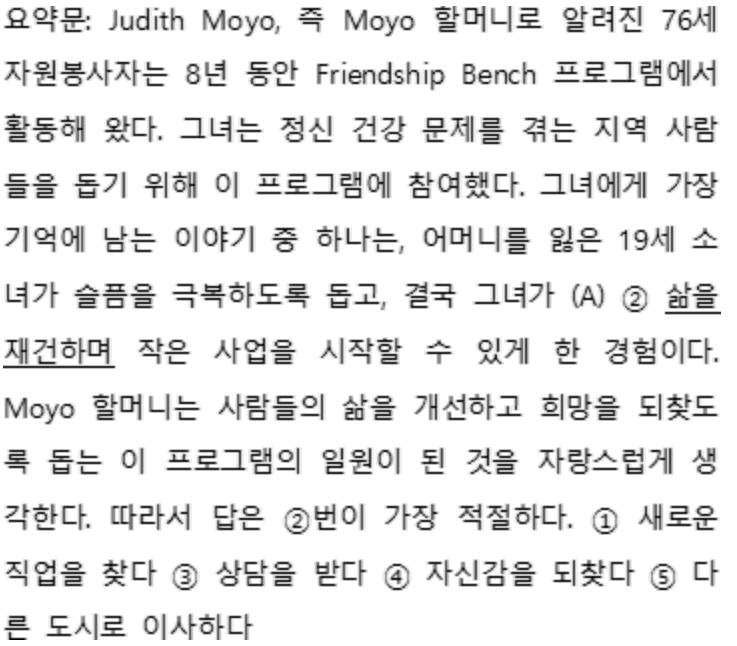 요약문: Judith Moyo, 즉 Moyo 할머니로 알려진 76세
자원봉사자는 8년 동안 Friendship Bench 프로그램에서
활동해 왔다. 그녀는 정신 건강 문제를 겪는 지역 사람
들을 돕기 위해 이 프로그램에 참여했다. 그녀에게 가장
기억에 남는 이야기 중 하나는, 어머니를 잃은 19세 소
녀가 슬픔을 극복하도록 돕고, 결국 그녀가 (A) ② 삶을
재건하며 작은 사업을 시작할 수 있게 한 경험이다.
Moyo 할머니는 사람들의 삶을 개선하고 희망을 되찾도
록 돕는 이 프로그램의 일원이 된 것을 자랑스럽게 생
각한다. 따라서 답은 ②번이 가장 적절하다. ① 새로운
직업을 찾다 ③ 상담을 받다 ④ 자신감을 되찾다 ⑤ 다
른 도시로 이사하다